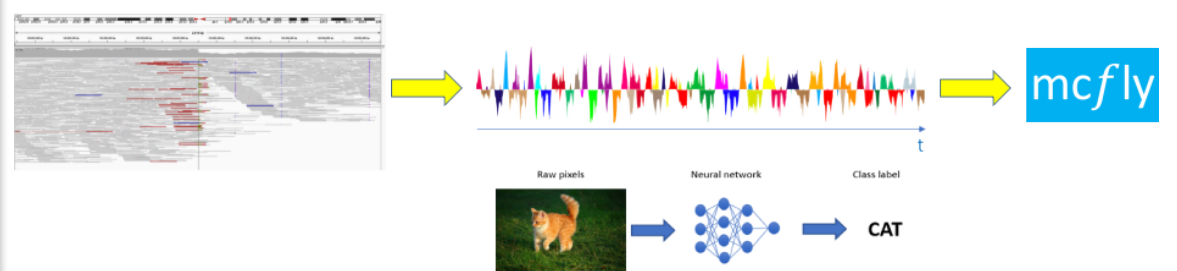 mcfly
t
Raw pixels
Neural network
Class label
CAT